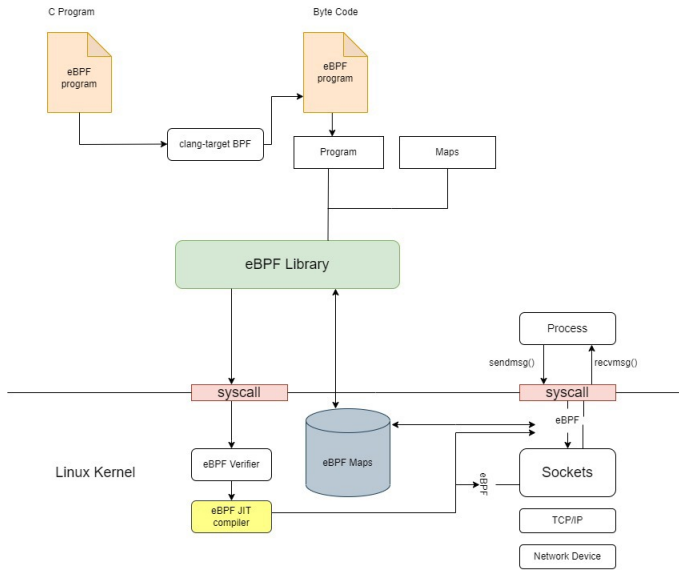 C Program
Byte Code
eBPF
program
eBPF
program
clang-target BPF
Program
Maps
eBPF Library
Process
sendmsg()
recvmsg()
syscall
syscall
eBPF
Linux Kernel
eBPF Verifier
eBPF Maps
eBPF
Sockets
eBPF JIT
compiler
TCP/IP
Network Device